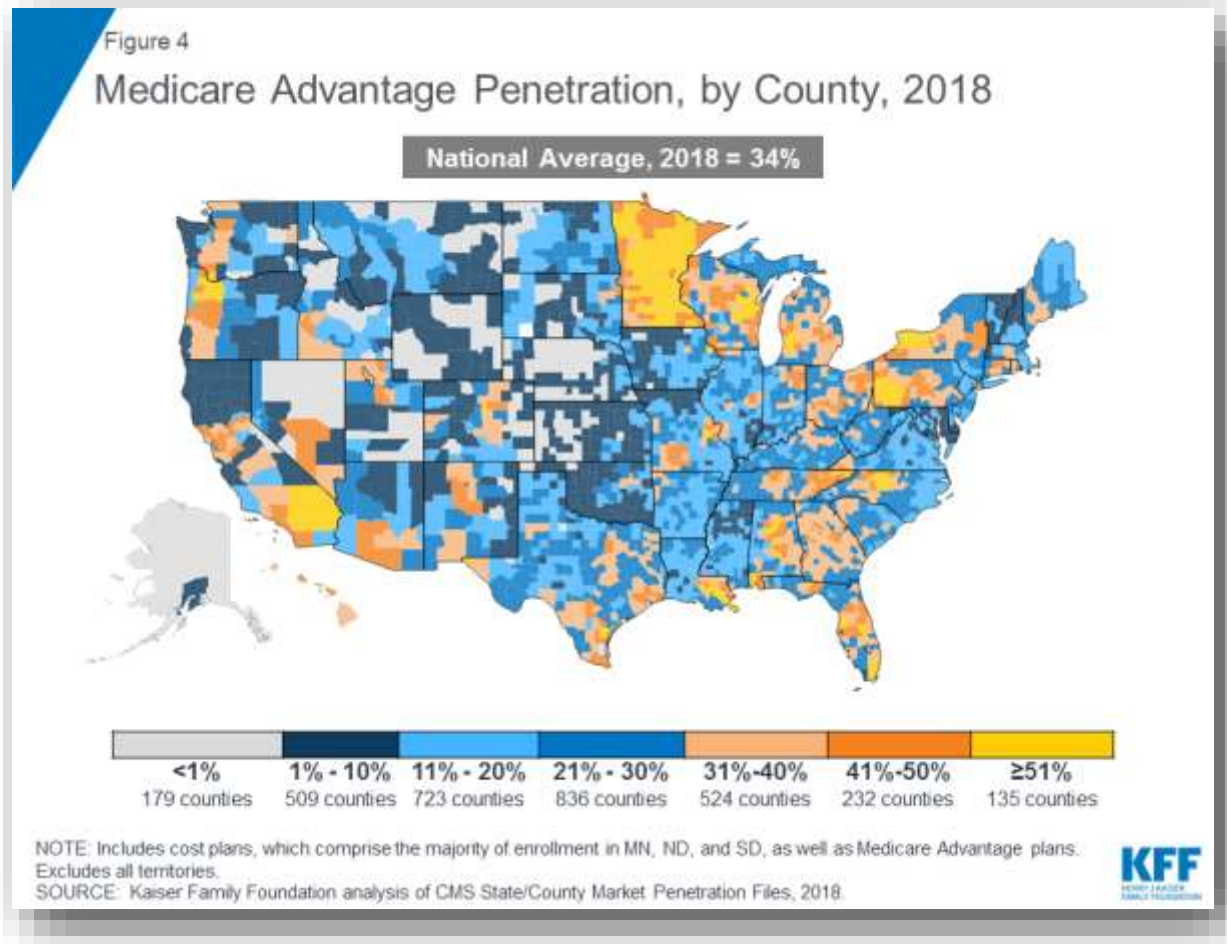 Figure 4
Medicare Advantage Penetration, by County, 2018
National Average, 2018 = 34%
<1% 1% - 10% 11% - 20% 21% - 30% 31%-40% 41%-50% ≥51%
179 counties 509 counties 723 counties 836 counties 524 counties 232 counties 135 counties
NOTE: Includes cost plans, which comprise the majority of enrollment in MN, ND, and SD, as well as Medicare Advantage plans.
Excludes all territories.
SOURCE: Kaiser Family Foundation analysis of CMS State/County Market Penetration Files, 2018.
KFF
HENRY J KAISER
FAMILY FOUNDATION